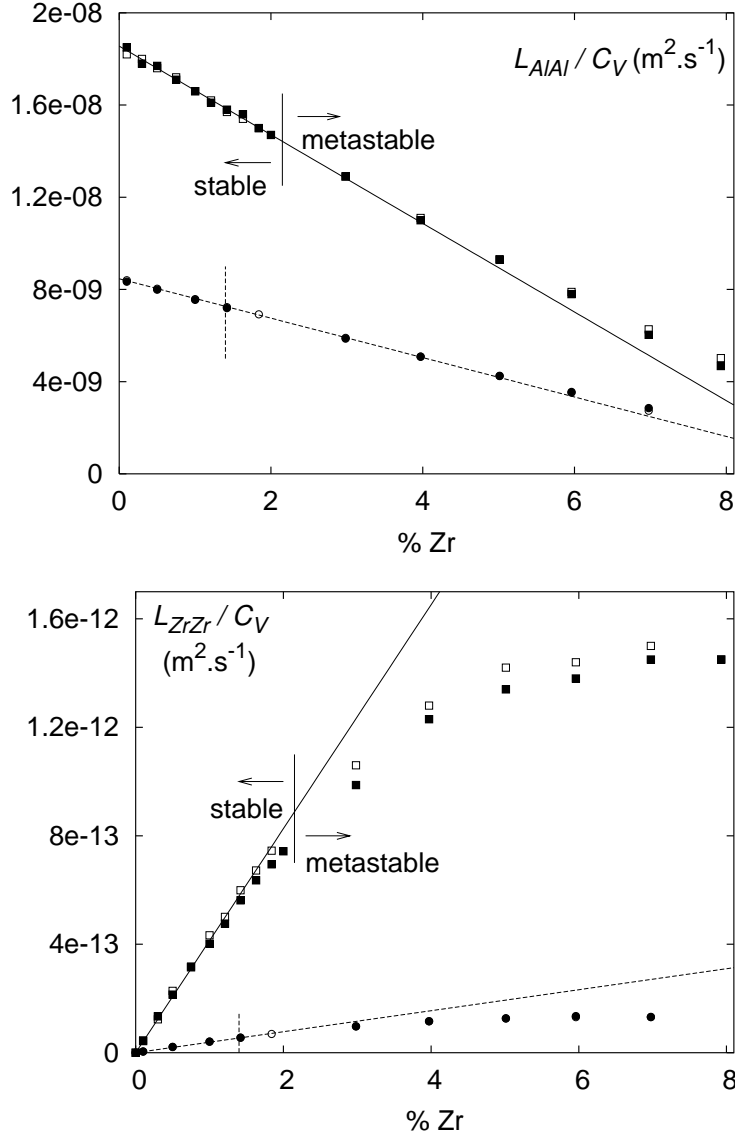 2e-08
L_AlAl / C_V (m².s⁻¹)
1.6e-08
metastable
1.2e-08
stable
8e-09
4e-09
0
0 2 4 6 8
% Zr
L_ZrZr / C_V
1.6e-12
(m².s⁻¹)
1.2e-12
stable
8e-13
metastable
4e-13
0
0 2 4 6 8
% Zr